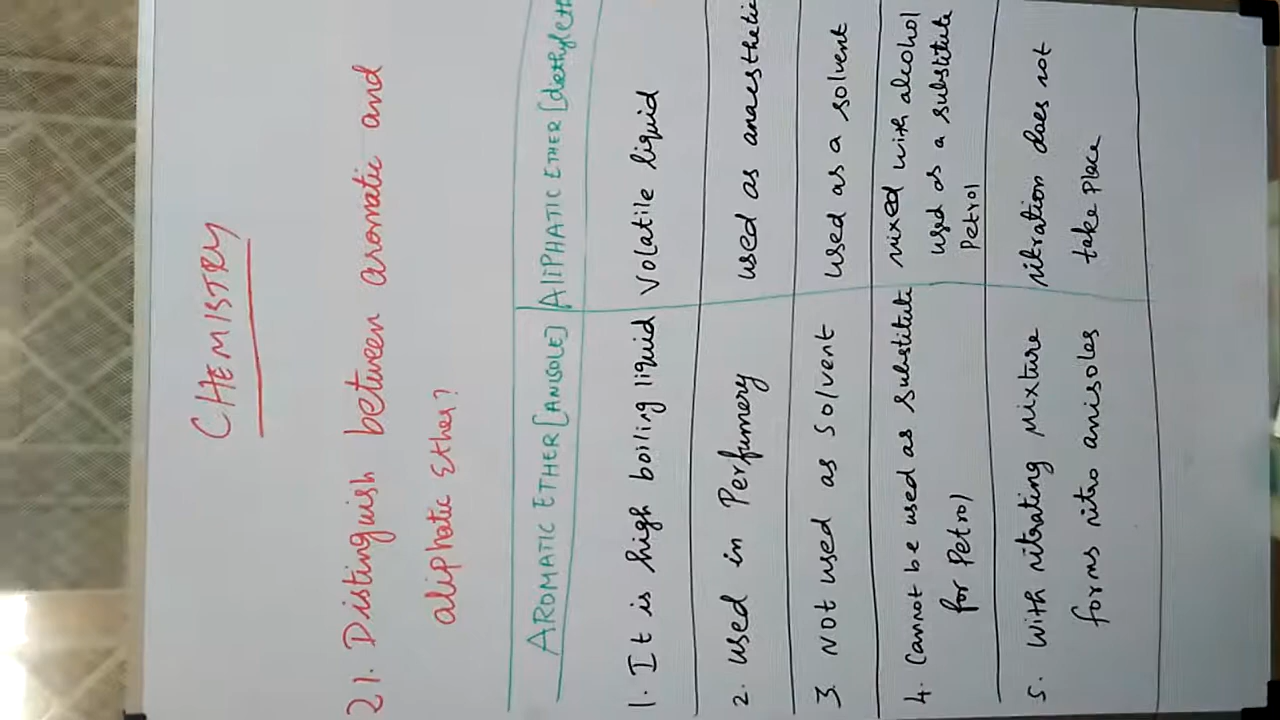 CHEMISTRY
21. Distinguish between aromatic and
aliphatic Ether?
AROMATIC ETHER [ANISOLE] ALIPHATIC ETHER [diethyl eth
1. It is high boiling liquid Volatile liquid
2. used in Perfumery used as anaesthetic
3. NOT used as solvent used as a solvent
4. Cannot be used as substitute mixed with alcohol
for Petrol used as a substitute
Petrol
5. With nitrating mixture nitration does not
forms nitro anisoles take Place